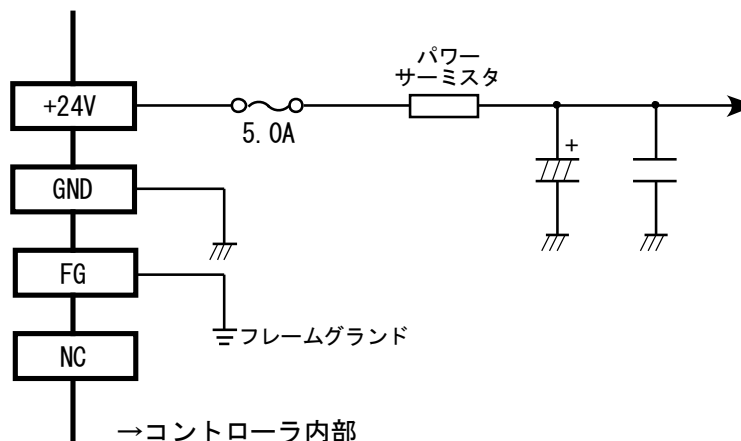 +24V
5.0A
パワー
サーミスタ
+
GND
FG
フレームグランド
NC
→コントローラ内部